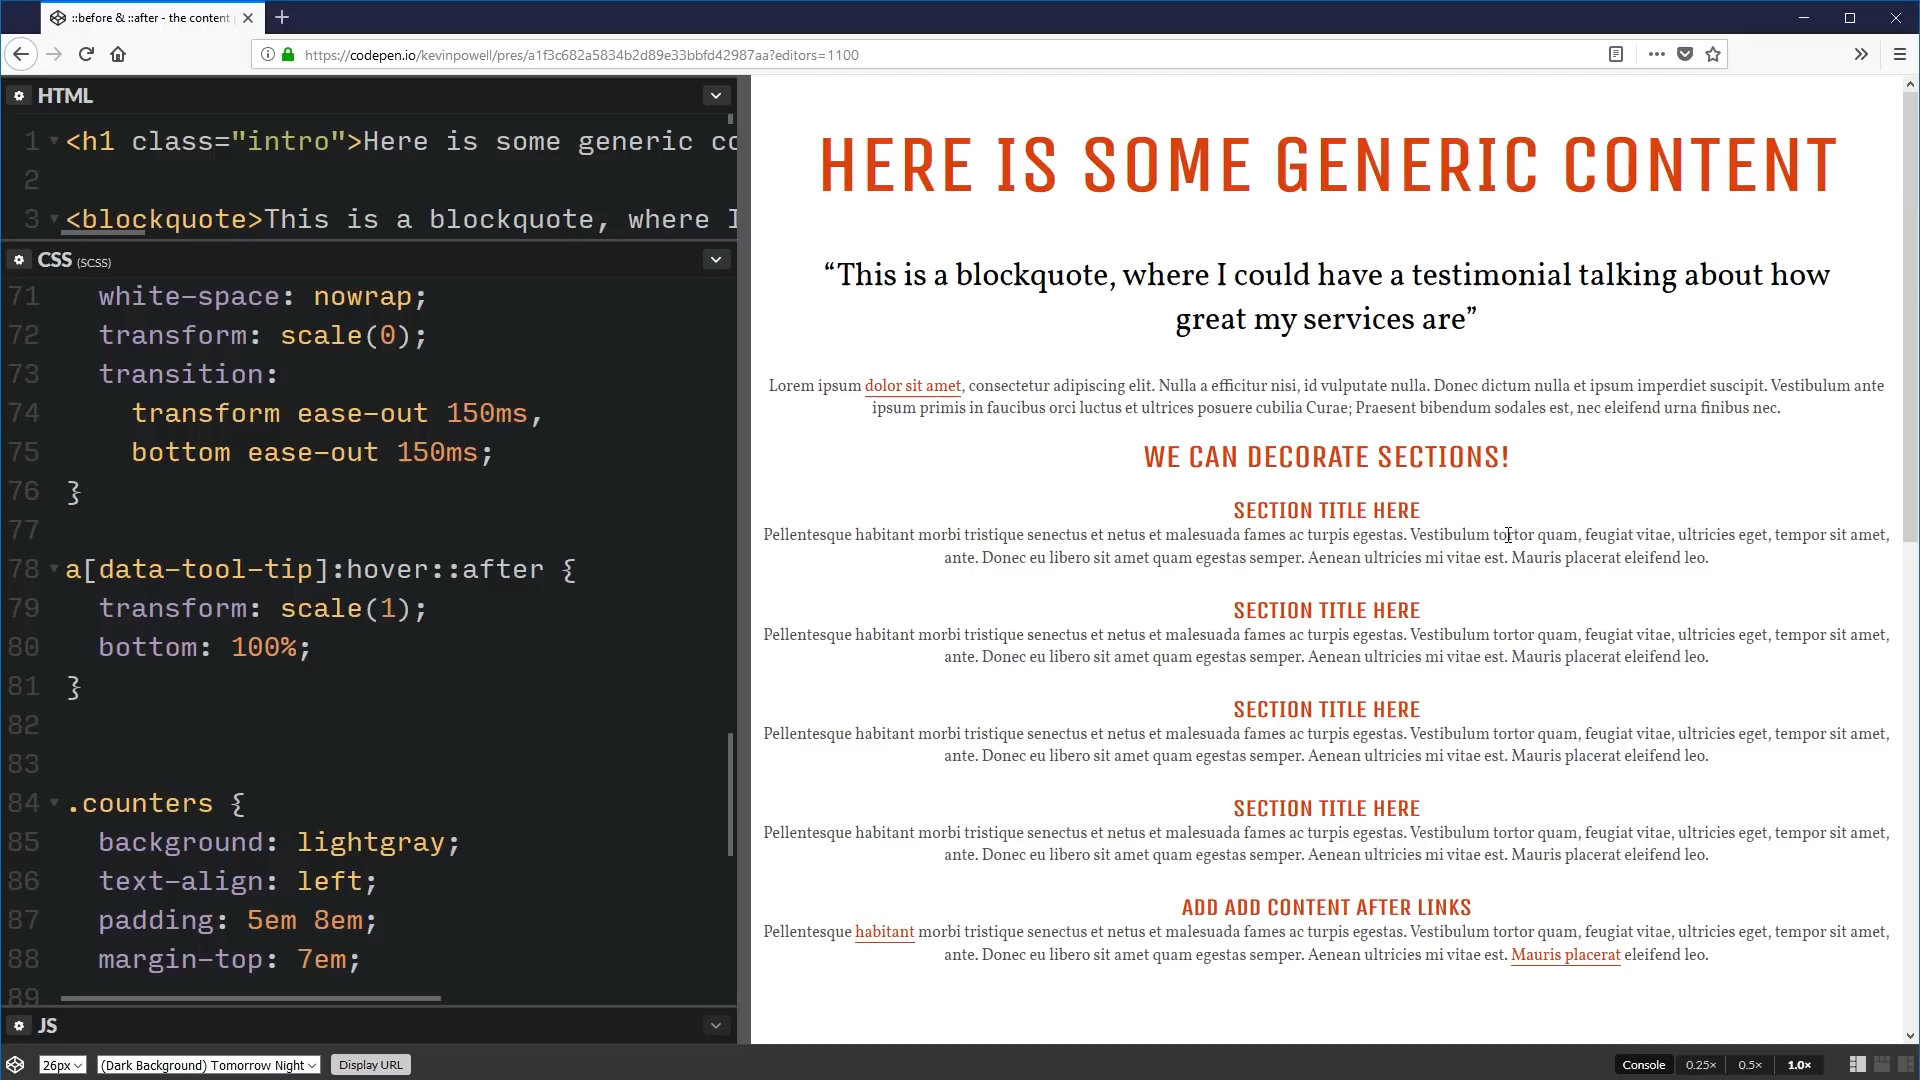 ::before & ::after - the content
https://codepen.io/kevinpowell/pres/a1f3c682a5834b2d89e33bbfd42987aa?editors=1100
HTML
1 <h1 class="intro">Here is some generic co
2
3 <blockquote>This is a blockquote, where I
CSS (SCSS)
71 white-space: nowrap;
72 transform: scale(0);
73 transition:
74 transform ease-out 150ms,
75 bottom ease-out 150ms;
76 }
77
78 a[data-tool-tip]:hover::after {
79 transform: scale(1);
80 bottom: 100%;
81 }
82
83
84 .counters {
85 background: lightgray;
86 text-align: left;
87 padding: 5em 8em;
88 margin-top: 7em;
89
JS
HERE IS SOME GENERIC CONTENT
“This is a blockquote, where I could have a testimonial talking about how
great my services are”
Lorem ipsum dolor sit amet, consectetur adipiscing elit. Nulla a efficitur nisi, id vulputate nulla. Donec dictum nulla et ipsum imperdiet suscipit. Vestibulum ante
ipsum primis in faucibus orci luctus et ultrices posuere cubilia Curae; Praesent bibendum sodales est, nec eleifend urna finibus nec.
WE CAN DECORATE SECTIONS!
SECTION TITLE HERE
Pellentesque habitant morbi tristique senectus et netus et malesuada fames ac turpis egestas. Vestibulum tortor quam, feugiat vitae, ultricies eget, tempor sit amet,
ante. Donec eu libero sit amet quam egestas semper. Aenean ultricies mi vitae est. Mauris placerat eleifend leo.
SECTION TITLE HERE
Pellentesque habitant morbi tristique senectus et netus et malesuada fames ac turpis egestas. Vestibulum tortor quam, feugiat vitae, ultricies eget, tempor sit amet,
ante. Donec eu libero sit amet quam egestas semper. Aenean ultricies mi vitae est. Mauris placerat eleifend leo.
SECTION TITLE HERE
Pellentesque habitant morbi tristique senectus et netus et malesuada fames ac turpis egestas. Vestibulum tortor quam, feugiat vitae, ultricies eget, tempor sit amet,
ante. Donec eu libero sit amet quam egestas semper. Aenean ultricies mi vitae est. Mauris placerat eleifend leo.
SECTION TITLE HERE
Pellentesque habitant morbi tristique senectus et netus et malesuada fames ac turpis egestas. Vestibulum tortor quam, feugiat vitae, ultricies eget, tempor sit amet,
ante. Donec eu libero sit amet quam egestas semper. Aenean ultricies mi vitae est. Mauris placerat eleifend leo.
ADD ADD CONTENT AFTER LINKS
Pellentesque habitant morbi tristique senectus et netus et malesuada fames ac turpis egestas. Vestibulum tortor quam, feugiat vitae, ultricies eget, tempor sit amet,
ante. Donec eu libero sit amet quam egestas semper. Aenean ultricies mi vitae est. Mauris placerat eleifend leo.
26px (Dark Background) Tomorrow Night Display URL Console 0.25× 0.5× 1.0×